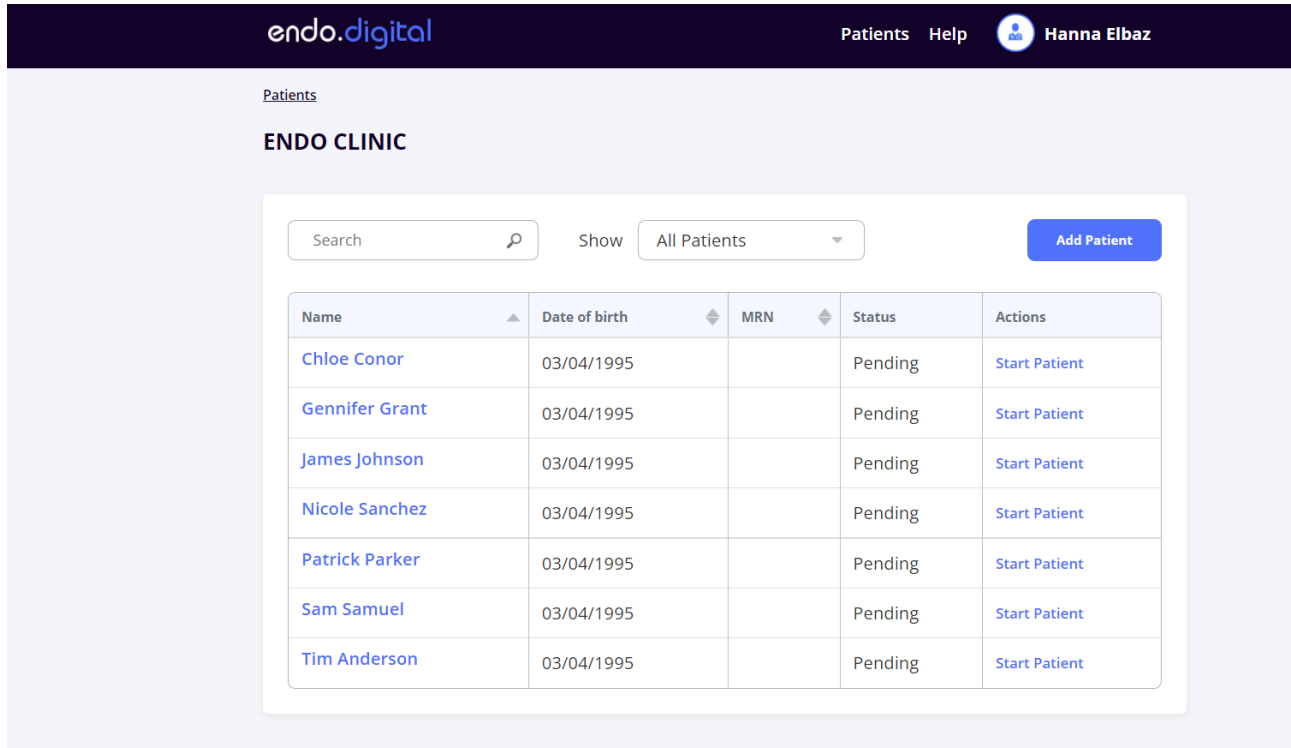 endo.digital Patients Help Hanna Elbaz
Patients
ENDO CLINIC
Search Show All Patients Add Patient
Name Date of birth MRN Status Actions
Chloe Conor 03/04/1995 Pending Start Patient
Gennifer Grant 03/04/1995 Pending Start Patient
James Johnson 03/04/1995 Pending Start Patient
Nicole Sanchez 03/04/1995 Pending Start Patient
Patrick Parker 03/04/1995 Pending Start Patient
Sam Samuel 03/04/1995 Pending Start Patient
Tim Anderson 03/04/1995 Pending Start Patient